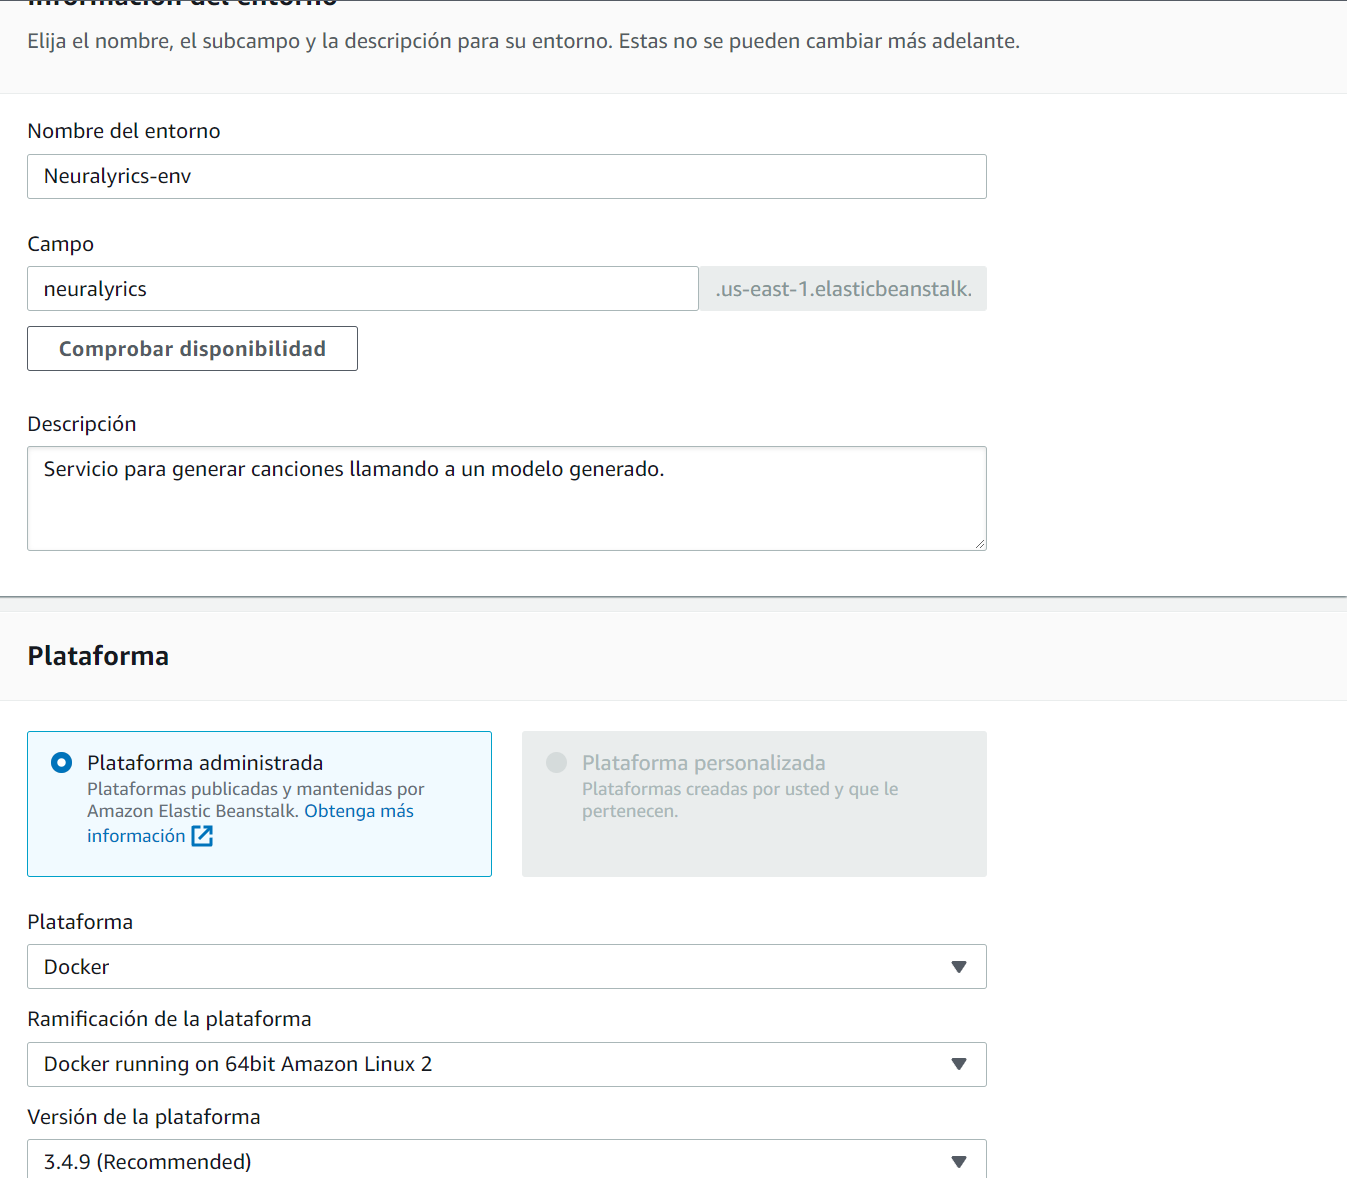 Información del entorno
Elija el nombre, el subcampo y la descripción para su entorno. Estas no se pueden cambiar más adelante.
Nombre del entorno
Neuralyrics-env
Campo
neuralyrics
.us-east-1.elasticbeanstalk.
Comprobar disponibilidad
Descripción
Servicio para generar canciones llamando a un modelo generado.
Plataforma
Plataforma administrada
Plataformas publicadas y mantenidas por
Amazon Elastic Beanstalk. Obtenga más
información
Plataforma personalizada
Plataformas creadas por usted y que le
pertenecen.
Plataforma
Docker
Ramificación de la plataforma
Docker running on 64bit Amazon Linux 2
Versión de la plataforma
3.4.9 (Recommended)